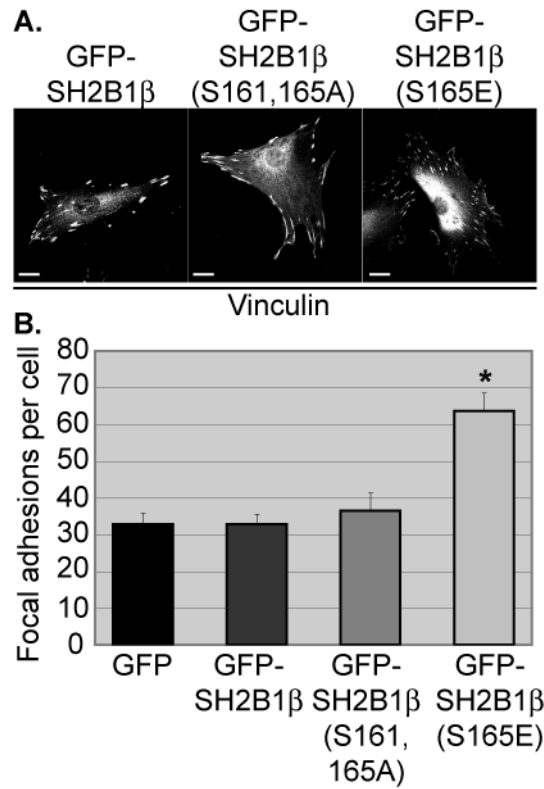 A.
GFP-
SH2B1β
GFP-
SH2B1β
(S161,165A)
GFP-
SH2B1β
(S165E)
Vinculin
B.
Focal adhesions per cell
80
70
60
50
40
30
20
10
0
*
GFP
GFP-
SH2B1β
GFP-
SH2B1β
(S161,
165A)
GFP-
SH2B1β
(S165E)